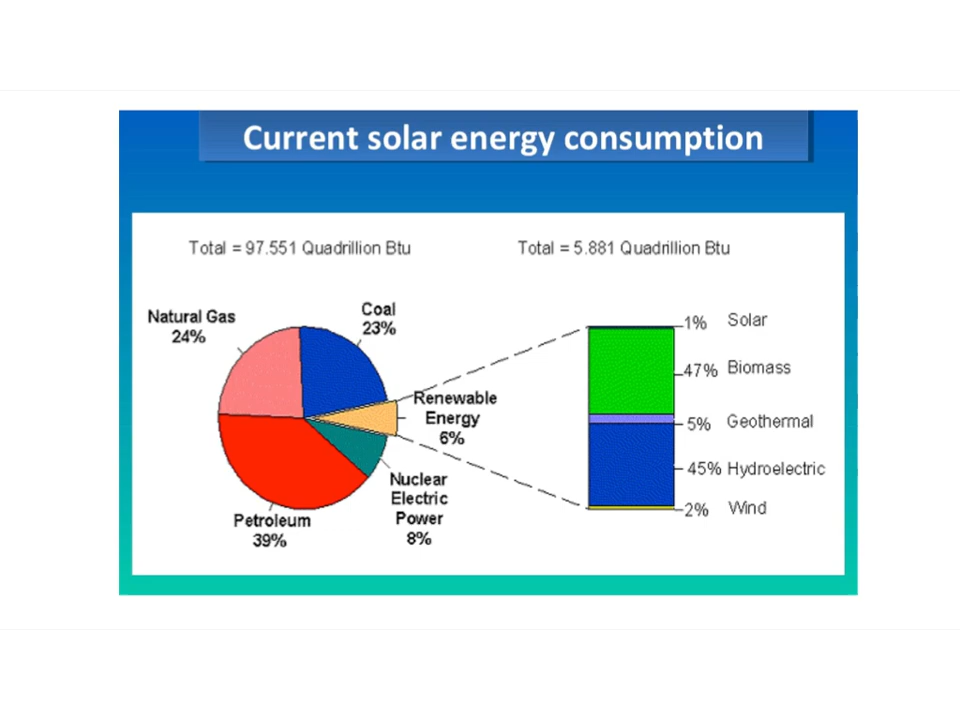 Current solar energy consumption
Total = 97.551 Quadrillion Btu
Total = 5.881 Quadrillion Btu
Natural Gas
24%
Coal
23%
Renewable
Energy
6%
Nuclear
Electric
Power
8%
Petroleum
39%
1% Solar
47% Biomass
5% Geothermal
45% Hydroelectric
2% Wind